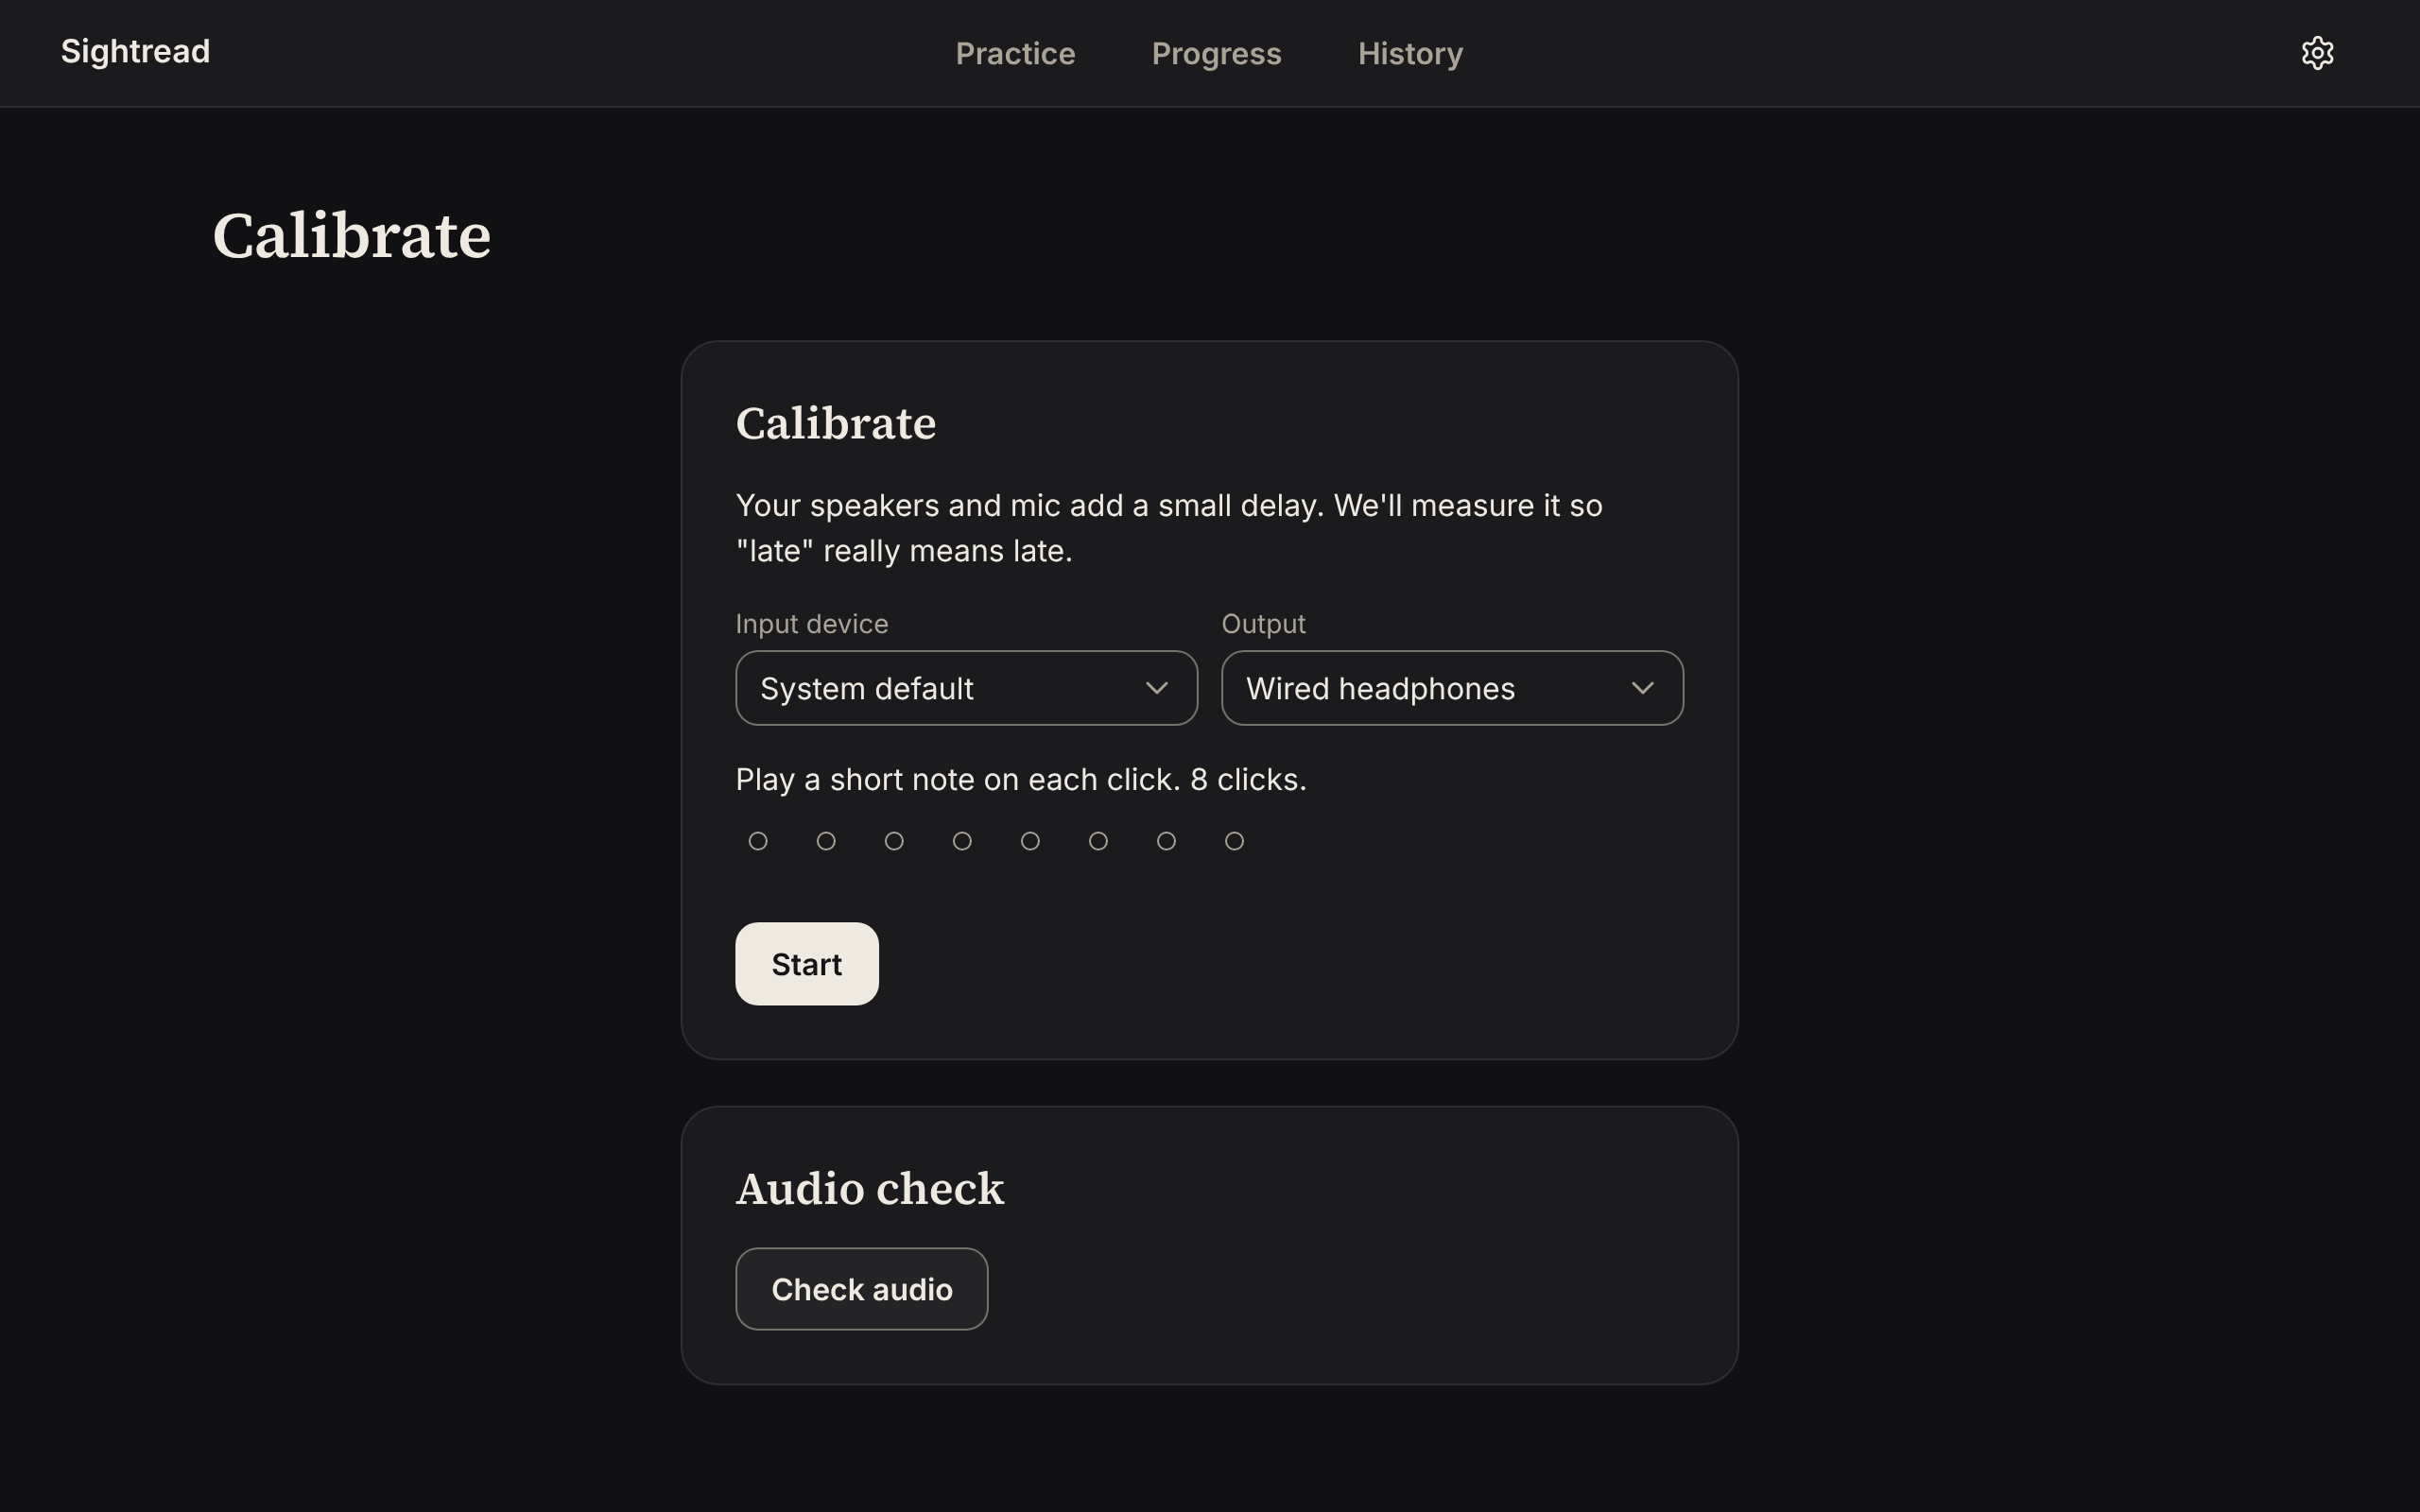 Sightread
Practice
Progress
History
Calibrate
Calibrate
Your speakers and mic add a small delay. We'll measure it so
"late" really means late.
Input device
Output
System default
Wired headphones
Play a short note on each click. 8 clicks.
Start
Audio check
Check audio